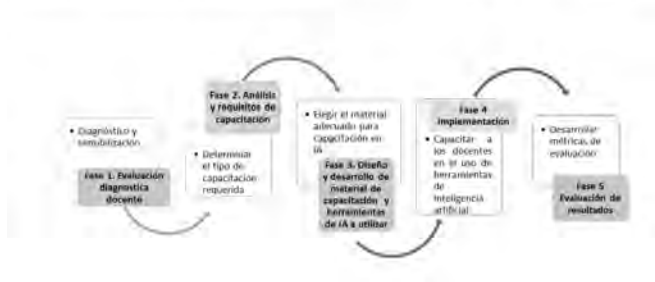 • Diagnóstico y
sensibilización
Fase 1. Evaluación
diagnostica
docente
Fase 2. Análisis
y requisitos de
capacitación
• Determinar
el tipo de
capacitación
requerida
• Elegir el material
adecuado para
capacitación en
IA
Fase 3. Diseño
y desarrollo de
material de
capacitación y
herramientas
de IA a utilizar
Fase 4
Implementación
• Capacitar a
los docentes
en el uso de
herramientas
de
Inteligencia
artificial
• Desarrollar
métricas de
evaluación
Fase 5
Evaluación de
resultados